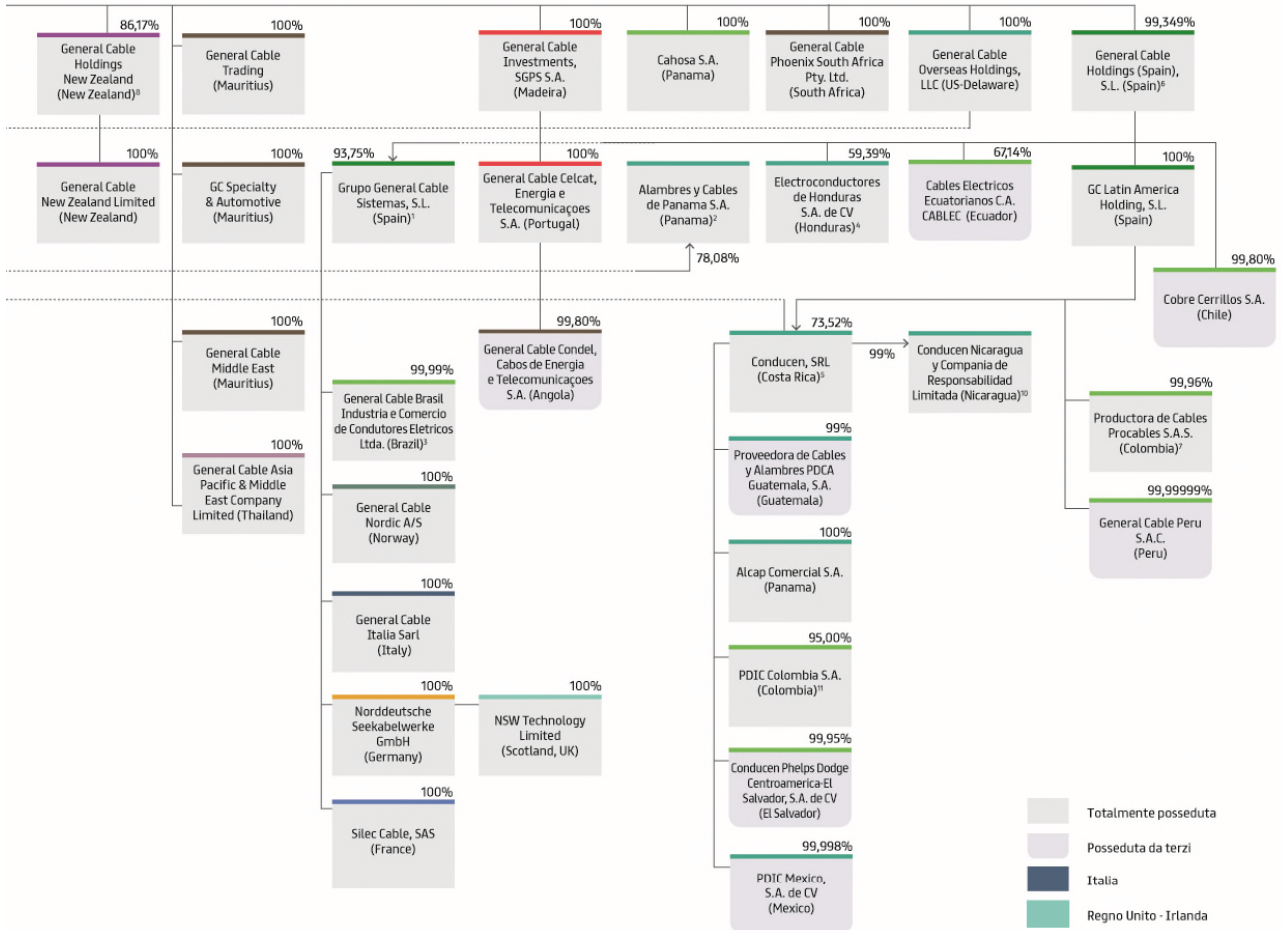 86,17%
General Cable
Holdings
New Zealand
(New Zealand)⁸
100%
General Cable
Trading
(Mauritius)
100%
General Cable
Investments,
SGPS S.A.
(Madeira)
100%
Cahosa S.A.
(Panama)
100%
General Cable
Phoenix South Africa
Pty. Ltd.
(South Africa)
100%
General Cable
Overseas Holdings,
LLC (US-Delaware)
99,349%
General Cable
Holdings (Spain),
S.L. (Spain)⁶
100%
General Cable
New Zealand Limited
(New Zealand)
100%
GC Specialty
& Automotive
(Mauritius)
93,75%
Grupo General Cable
Sistemas, S.L.
(Spain)¹
100%
General Cable Celcat,
Energia e
Telecomunicaçoes
S.A. (Portugal)
Alambres y Cables
de Panama S.A.
(Panama)²
78,08%
59,39%
Electroconductores
de Honduras
S.A. de CV
(Honduras)⁴
67,14%
Cables Electricos
Ecuatorianos C.A.
CABLEC (Ecuador)
100%
GC Latin America
Holding, S.L.
(Spain)
99,80%
Cobre Cerrillos S.A.
(Chile)
100%
General Cable
Middle East
(Mauritius)
99,99%
General Cable Brasil
Industria e Comercio
de Condutores Eletricos
Ltda. (Brazil)³
99,80%
General Cable Condel,
Cabos de Energia
e Telecomunicaçoes
S.A. (Angola)
73,52%
Conducen, SRL
(Costa Rica)⁵
99%
Conducen Nicaragua
y Compania de
Responsabilidad
Limitada (Nicaragua)¹⁰
99,96%
Productora de Cables
Procables S.A.S.
(Colombia)⁷
100%
General Cable Asia
Pacific & Middle
East Company
Limited (Thailand)
100%
General Cable
Nordic A/S
(Norway)
99%
Proveedora de Cables
y Alambres PDCA
Guatemala, S.A.
(Guatemala)
99,99999%
General Cable Peru
S.A.C.
(Peru)
100%
General Cable
Italia Sarl
(Italy)
100%
Alcap Comercial S.A.
(Panama)
100%
Norddeutsche
Seekabelwerke
GmbH
(Germany)
100%
NSW Technology
Limited
(Scotland, UK)
95,00%
PDIC Colombia S.A.
(Colombia)¹¹
100%
Silec Cable, SAS
(France)
99,95%
Conducen Phelps Dodge
Centroamerica-El
Salvador, S.A. de CV
(El Salvador)
99,998%
PDIC Mexico,
S.A. de CV
(Mexico)
Totalmente posseduta
Posseduta da terzi
Italia
Regno Unito - Irlanda